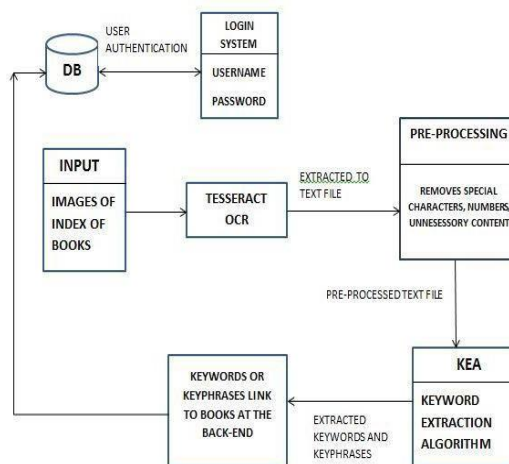 USER
AUTHENTICATION
DB
LOGIN
SYSTEM
USERNAME
PASSWORD
INPUT
IMAGES OF
INDEX OF
BOOKS
TESSERACT
OCR
EXTRACTED TO
TEXT FILE
PRE-PROCESSING
REMOVES SPECIAL
CHARACTERS, NUMBERS,
UNNESESSORY CONTENT
PRE-PROCESSED TEXT FILE
KEA
KEYWORD
EXTRACTION
ALGORITHM
EXTRACTED
KEYWORDS AND
KEYPHRASES
KEYWORDS OR
KEYPHRASES LINK
TO BOOKS AT THE
BACK-END